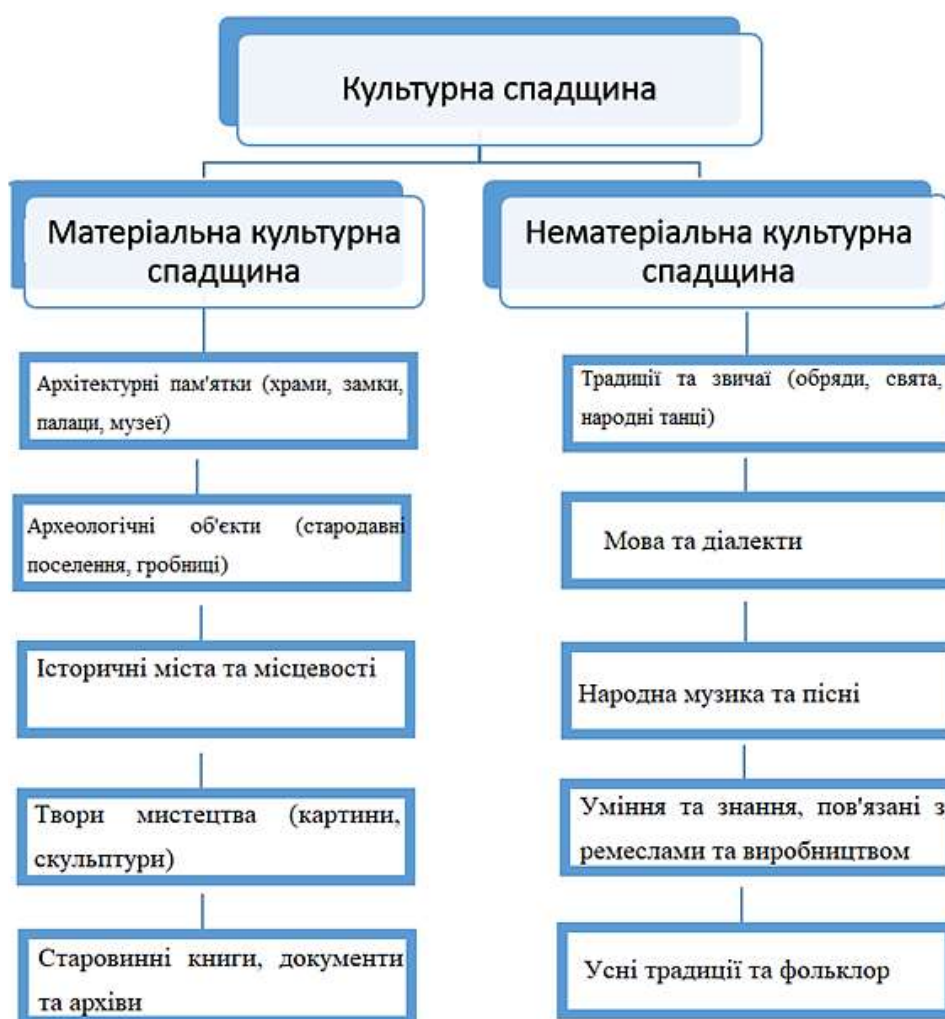 Культурна спадщина
Матеріальна культурна
спадщина
Архітектурні пам'ятки (храми, замки,
палаци, музеї)
Археологічні об'єкти (стародавні
поселення, гробниці)
Історичні міста та місцевості
Твори мистецтва (картини,
скульптури)
Старовинні книги, документи
та архіви
Нематеріальна культурна
спадщина
Традиції та звичаї (обряди, свята,
народні танці)
Мова та діалекти
Народна музика та пісні
Уміння та знання, пов'язані з
ремеслами та виробництвом
Усні традиції та фольклор